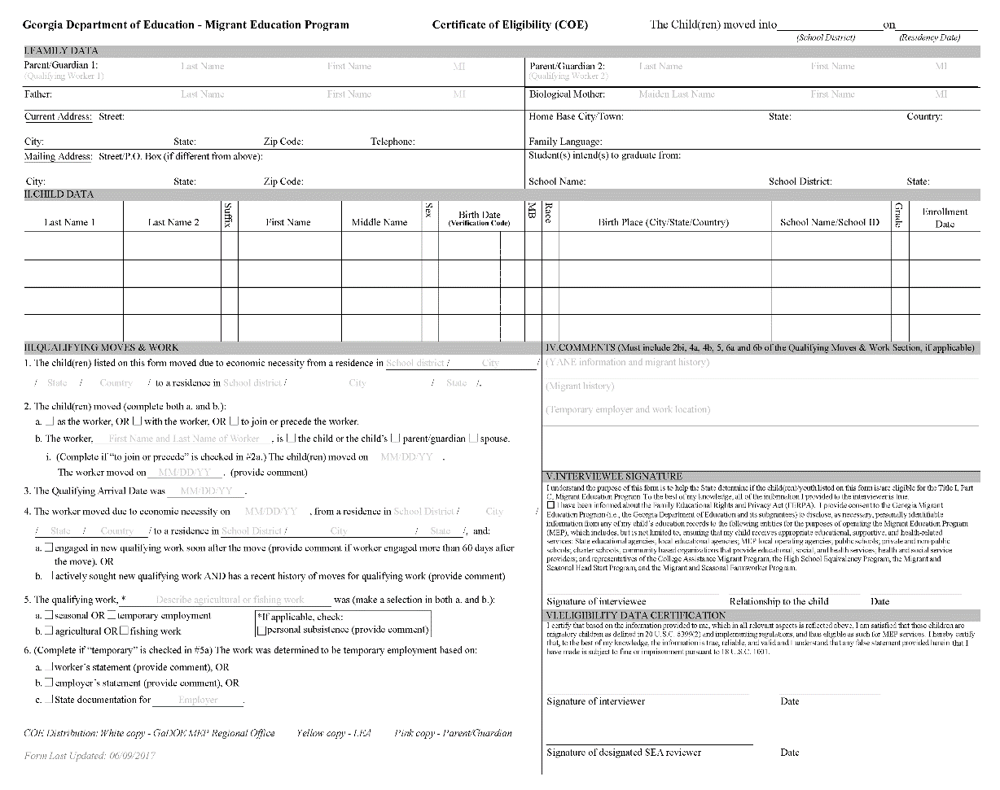 Georgia Department of Education - Migrant Education Program Certificate of Eligibility (COE) The Child(ren) moved into____________________on________________
(School District) (Residency Date)
I.FAMILY DATA
Parent/Guardian 1: Last Name First Name MI Parent/Guardian 2: Last Name First Name MI
(Qualifying Worker 1) (Qualifying Worker 2)
Father: Last Name First Name MI Biological Mother: Maiden Last Name First Name MI
Current Address: Street: Home Base City/Town: State: Country:
City: State: Zip Code: Telephone: Family Language:
Mailing Address: Street/P.O. Box (if different from above): Student(s) intend(s) to graduate from:
City: State: Zip Code: School Name: School District: State:
II.CHILD DATA
Last Name 1 Last Name 2 Suffix First Name Middle Name Sex Birth Date (Verification Code) MB Race Birth Place (City/State/Country) School Name/School ID Grade Enrollment Date
III.QUALIFYING MOVES & WORK
1. The child(ren) listed on this form moved due to economic necessity from a residence in School district / City /
/ State / Country / to a residence in School district / City / State /.
2. The child(ren) moved (complete both a. and b.):
a. ☐ as the worker, OR ☐ with the worker, OR ☐ to join or precede the worker.
b. The worker, First Name and Last Name of Worker , is ☐ the child or the child's ☐ parent/guardian ☐ spouse.
i. (Complete if "to join or precede" is checked in #2a.) The child(ren) moved on MM/DD/YY .
The worker moved on MM/DD/YY . (provide comment)
3. The Qualifying Arrival Date was MM/DD/YY .
4. The worker moved due to economic necessity on MM/DD/YY , from a residence in School District / City /
/ State / Country / to a residence in School District / City / State /, and:
a. ☐ engaged in new qualifying work soon after the move (provide comment if worker engaged more than 60 days after
the move), OR
b. ☐ actively sought new qualifying work AND has a recent history of moves for qualifying work (provide comment)
5. The qualifying work, * Describe agricultural or fishing work was (make a selection in both a. and b.):
a. ☐ seasonal OR ☐ temporary employment
b. ☐ agricultural OR ☐ fishing work
*If applicable, check:
☐ personal subsistence (provide comment)
6. (Complete if "temporary" is checked in #5a) The work was determined to be temporary employment based on:
a. ☐ worker's statement (provide comment), OR
b. ☐ employer's statement (provide comment), OR
c. ☐ State documentation for Employer .
COE Distribution: White copy - GaDOE MEP Regional Office Yellow copy - LEA Pink copy - Parent/Guardian
Form Last Updated: 06/09/2017
IV.COMMENTS (Must include 2bi, 4a, 4b, 5, 6a and 6b of the Qualifying Moves & Work Section, if applicable)
(YANE information and migrant history)
(Migrant history)
(Temporary employer and work location)
V.INTERVIEWEE SIGNATURE
I understand the purpose of this form is to help the State determine if the child(ren)/youth listed on this form is/are eligible for the Title I, Part
C, Migrant Education Program. To the best of my knowledge, all of the information I provided to the interviewer is true.
☐ I have been informed about the Family Educational Rights and Privacy Act (FERPA). I provide consent to the Georgia Migrant
Education Program (i.e., the Georgia Department of Education and its subgrantees) to disclose, as necessary, personally identifiable
information from any of my child's education records to the following entities for the purposes of operating the Migrant Education Program
(MEP), which includes, but is not limited to, ensuring that my child receives appropriate educational, supportive, and health-related
services: State educational agencies; local educational agencies; MEP local operating agencies; public schools; private and non-public
schools; charter schools; community based organizations that provide educational, social, and health services; health and social service
providers; and representatives of the College Assistance Migrant Program, the High School Equivalency Program, the Migrant and
Seasonal Head Start Program, and the Migrant and Seasonal Farmworker Program.
Signature of interviewee Relationship to the child Date
VI.ELIGIBILITY DATA CERTIFICATION
I certify that based on the information provided to me, which in all relevant aspects is reflected above, I am satisfied that these children are
migratory children as defined in 20 U.S.C. 6399(2) and implementing regulations, and thus eligible as such for MEP services. I hereby certify
that, to the best of my knowledge, the information is true, reliable, and valid and I understand that any false statement provided herein that I
have made is subject to fine or imprisonment pursuant to 18 U.S.C. 1001.
Signature of interviewer Date
Signature of designated SEA reviewer Date